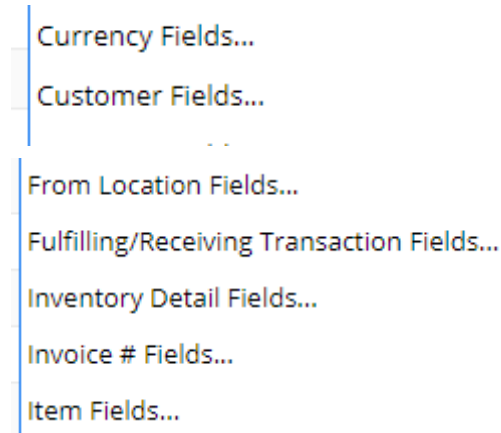 Currency Fields...
Customer Fields...
From Location Fields...
Fulfilling/Receiving Transaction Fields...
Inventory Detail Fields...
Invoice # Fields...
Item Fields...